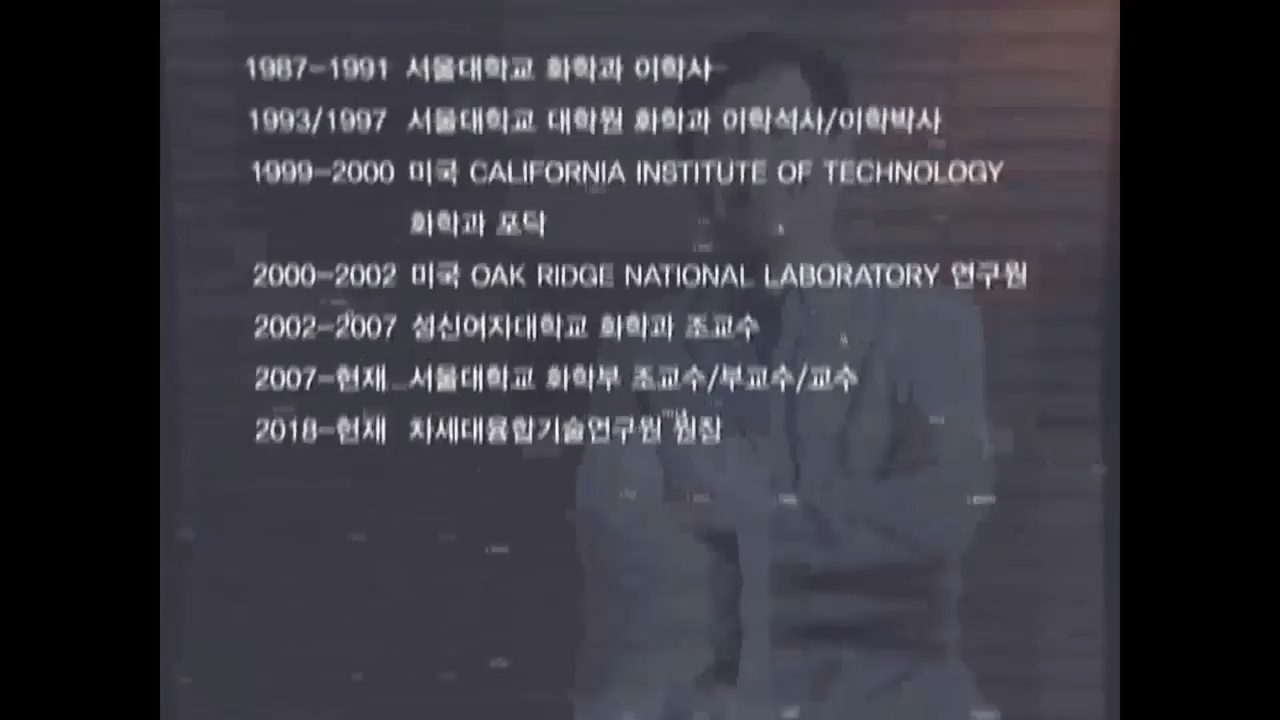 1987-1991 서울대학교 화학과 이학사
1993/1997 서울대학교 대학원 화학과 이학석사/이학박사
1999-2000 미국 CALIFORNIA INSTITUTE OF TECHNOLOGY
화학과 포닥
2000-2002 미국 OAK RIDGE NATIONAL LABORATORY 연구원
2002-2007 성신여자대학교 화학과 조교수
2007-현재 서울대학교 화학부 조교수/부교수/교수
2018-현재 차세대융합기술연구원 원장